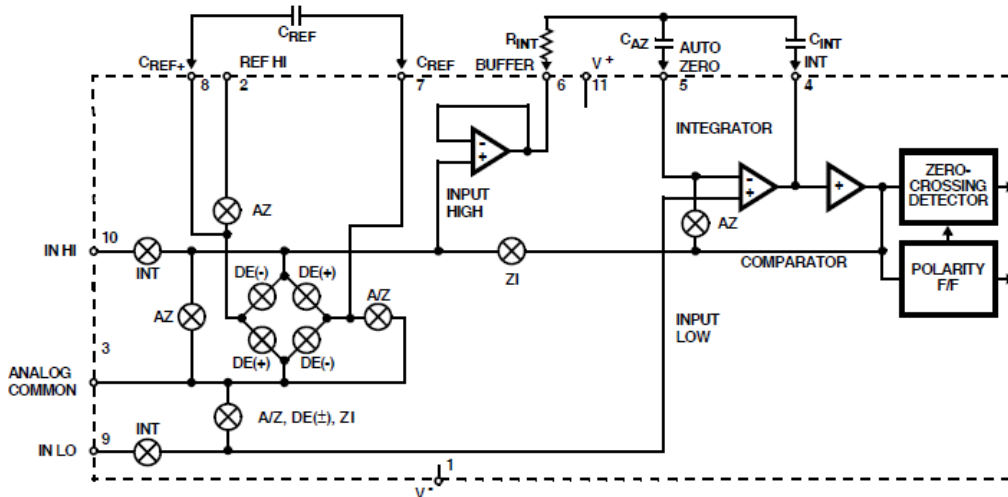 CREF
CREF+
REF HI
CREF
BUFFER
RINT
V+
CAZ
AUTO
ZERO
CINT
INT
8
2
7
6
11
5
4
INTEGRATOR
-
+
INPUT
HIGH
-
+
+
ZERO-
CROSSING
DETECTOR
AZ
AZ
IN HI
10
INT
ZI
COMPARATOR
POLARITY
F/F
DE(-)
DE(+)
A/Z
AZ
INPUT
LOW
DE(+)
DE(-)
3
ANALOG
COMMON
A/Z, DE(±), ZI
INT
IN LO
9
1
V-